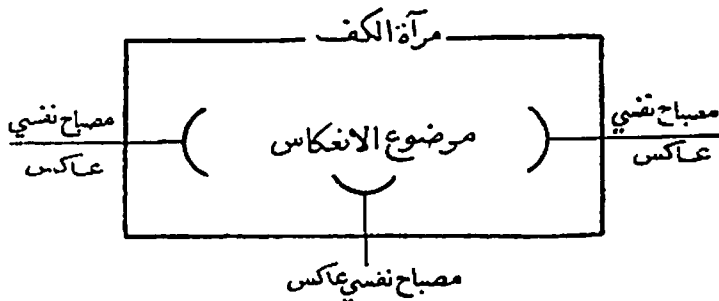 مرآة الكف
مصباح نفسي
عاكس
موضوع الانعكاس
مصباح نفسي
عاكس
مصباح نفسي عاكس